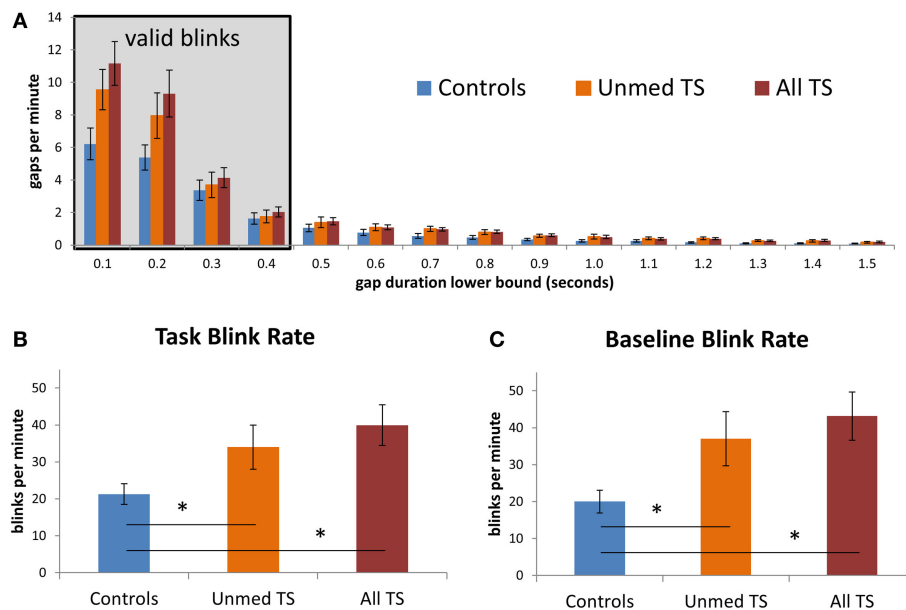 A
14
12
10
8
6
4
2
0
gaps per minute
valid blinks
Controls Unmed TS All TS
0.1 0.2 0.3 0.4 0.5 0.6 0.7 0.8 0.9 1.0 1.1 1.2 1.3 1.4 1.5
gap duration lower bound (seconds)
B
Task Blink Rate
50
40
30
20
10
0
blinks per minute
*
*
Controls Unmed TS All TS
C
Baseline Blink Rate
50
40
30
20
10
0
blinks per minute
*
*
Controls Unmed TS All TS